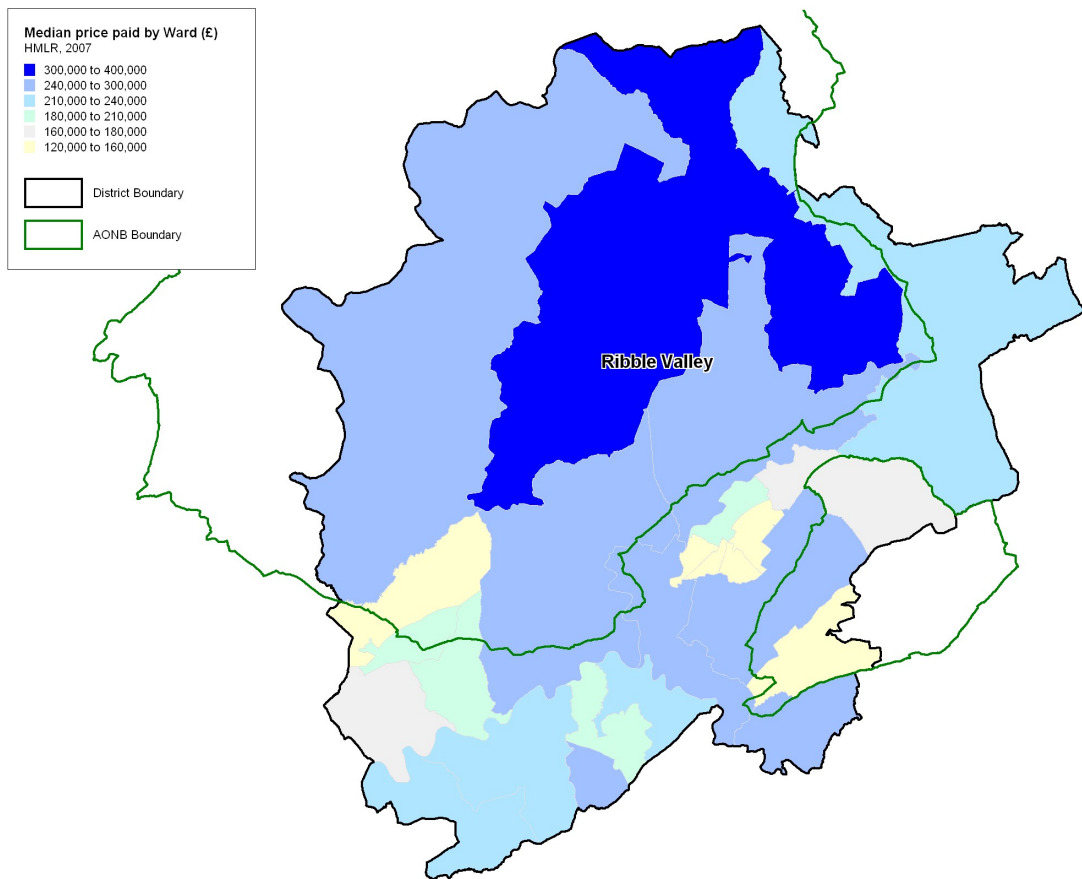 Median price paid by Ward (£)
HMLR, 2007
300,000 to 400,000
240,000 to 300,000
210,000 to 240,000
180,000 to 210,000
160,000 to 180,000
120,000 to 160,000
District Boundary
AONB Boundary
Ribble Valley